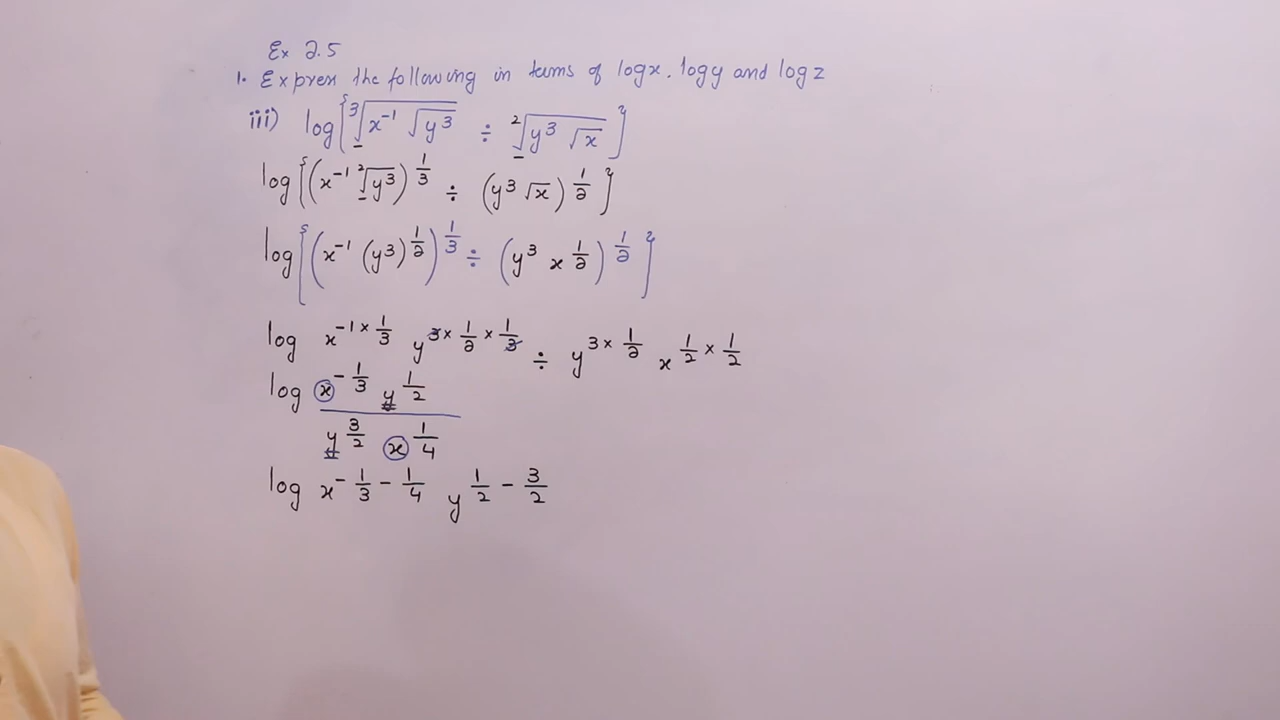 Ex 2.5
1. Express the following in terms of logx, logy and logz
iii) log{∛(x⁻¹ √(y³)) ÷ ²√(y³ √x)}
log{(x⁻¹ ²√(y³))^(1/3) ÷ (y³ √x)^(1/2)}
log{(x⁻¹ (y³)^(1/2))^(1/3) ÷ (y³ x^(1/2))^(1/2)}
log x^(-1×1/3) y^(3×1/2×1/3) ÷ y^(3×1/2) x^(1/2×1/2)
log (x^(-1/3) y^(1/2)) / (y^(3/2) x^(1/4))
log x^(-1/3 - 1/4) y^(1/2 - 3/2)